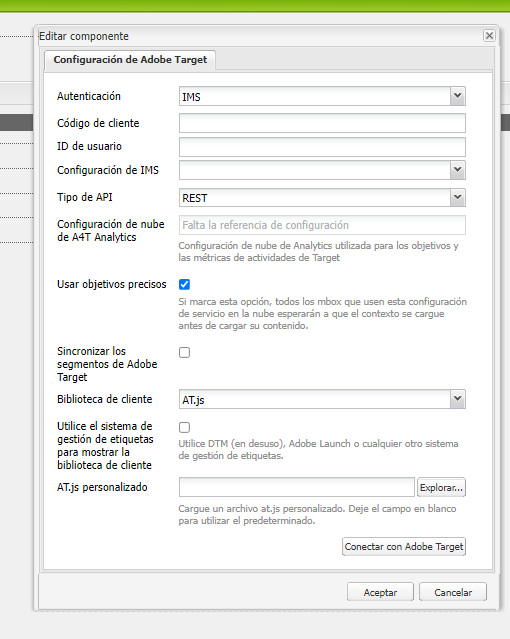 Editar componente
Configuración de Adobe Target
Autenticación
IMS
Código de cliente
ID de usuario
Configuración de IMS
Tipo de API
REST
Configuración de nube
de A4T Analytics
Falta la referencia de configuración
Configuración de nube de Analytics utilizada para los objetivos y
las métricas de actividades de Target
Usar objetivos precisos
Si marca esta opción, todos los mbox que usen esta configuración
de servicio en la nube esperarán a que el contexto se cargue
antes de cargar su contenido.
Sincronizar los
segmentos de Adobe
Target
Biblioteca de cliente
AT.js
Utilice el sistema de
gestión de etiquetas
para mostrar la
biblioteca de cliente
Utilice DTM (en desuso), Adobe Launch o cualquier otro sistema
de gestión de etiquetas.
AT.js personalizado
Explorar...
Cargue un archivo at.js personalizado. Deje el campo en blanco
para utilizar el predeterminado.
Conectar con Adobe Target
Aceptar
Cancelar